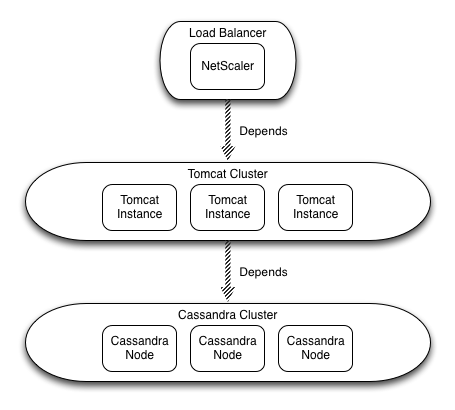 Load Balancer
NetScaler
Depends
Tomcat Cluster
Tomcat
Instance
Tomcat
Instance
Tomcat
Instance
Depends
Cassandra Cluster
Cassandra
Node
Cassandra
Node
Cassandra
Node